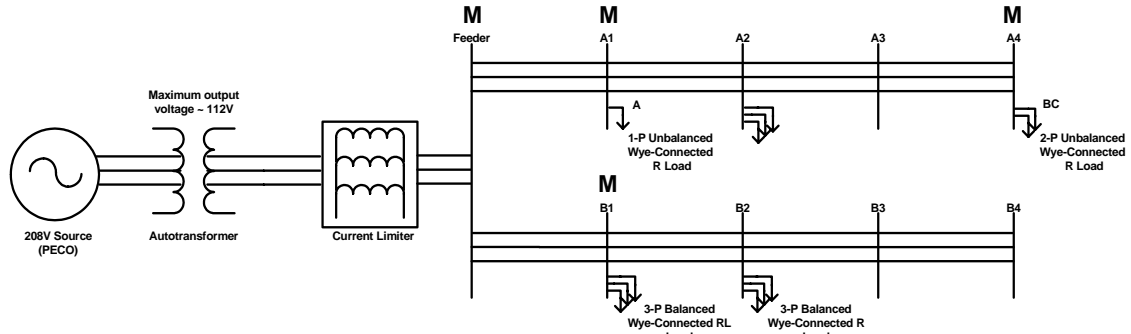 M M M
Feeder A1 A2 A3 A4
Maximum output
voltage ~ 112V
A
BC
1-P Unbalanced
Wye-Connected
R Load
2-P Unbalanced
Wye-Connected
R Load
M
B1 B2 B3 B4
208V Source
(PECO)
Autotransformer
Current Limiter
3-P Balanced
Wye-Connected RL
3-P Balanced
Wye-Connected R